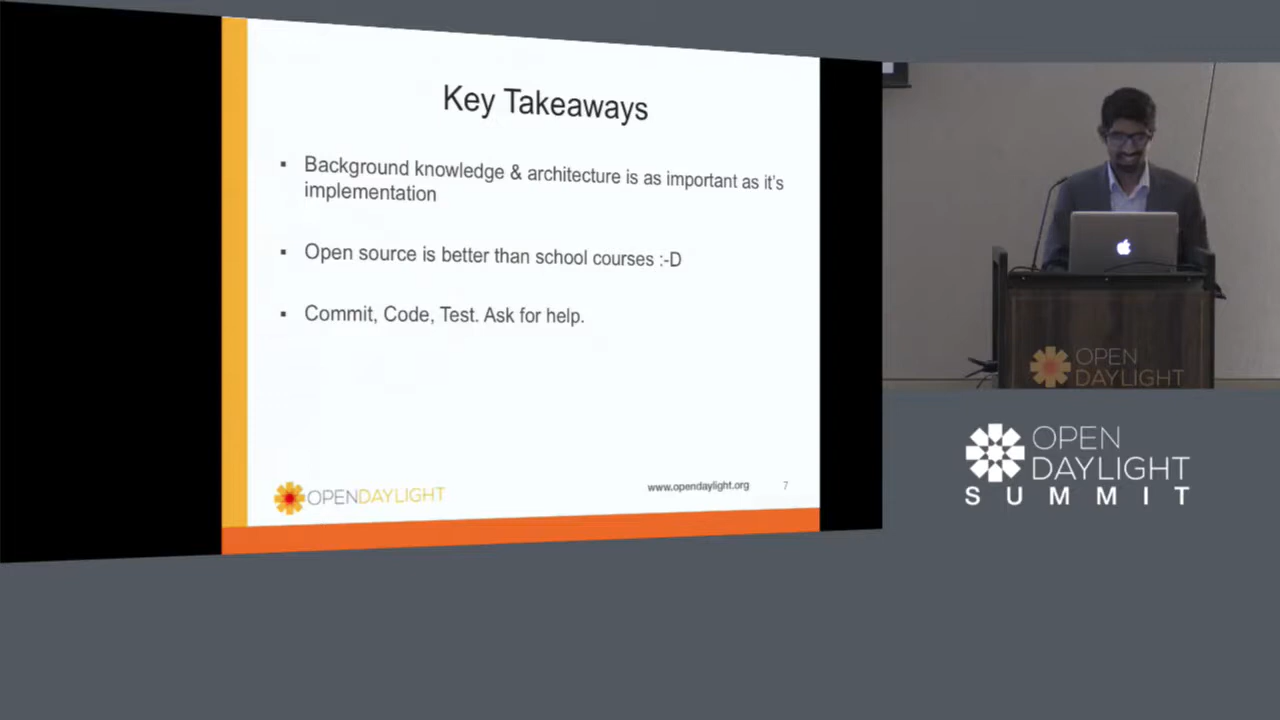 Key Takeaways
▪ Background knowledge & architecture is as important as it's
implementation
▪ Open source is better than school courses :-D
▪ Commit, Code, Test. Ask for help.
OPENDAYLIGHT
www.opendaylight.org 7
OPEN
DAYLIGHT
OPEN
DAYLIGHT
SUMMIT